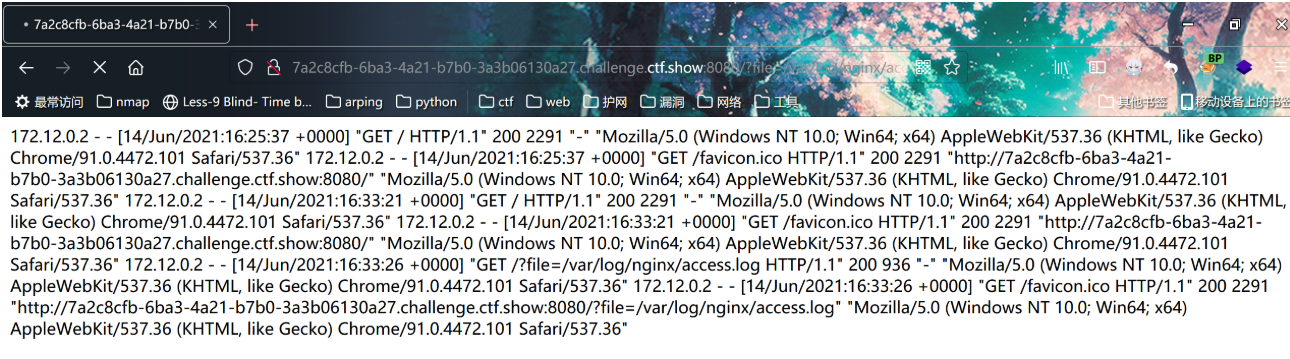 7a2c8cfb-6ba3-4a21-b7b0-3
7a2c8cfb-6ba3-4a21-b7b0-3a3b06130a27.challenge.ctf.show:8080/?file=/var/log/nginx/acc
最常访问 nmap Less-9 Blind- Time b... arping python ctf web 护网 漏洞 网络 工具 其他书签 移动设备上的书签
BP
172.12.0.2 - - [14/Jun/2021:16:25:37 +0000] "GET / HTTP/1.1" 200 2291 "-" "Mozilla/5.0 (Windows NT 10.0; Win64; x64) AppleWebKit/537.36 (KHTML, like Gecko)
Chrome/91.0.4472.101 Safari/537.36" 172.12.0.2 - - [14/Jun/2021:16:25:37 +0000] "GET /favicon.ico HTTP/1.1" 200 2291 "http://7a2c8cfb-6ba3-4a21-
b7b0-3a3b06130a27.challenge.ctf.show:8080/" "Mozilla/5.0 (Windows NT 10.0; Win64; x64) AppleWebKit/537.36 (KHTML, like Gecko) Chrome/91.0.4472.101
Safari/537.36" 172.12.0.2 - - [14/Jun/2021:16:33:21 +0000] "GET / HTTP/1.1" 200 2291 "-" "Mozilla/5.0 (Windows NT 10.0; Win64; x64) AppleWebKit/537.36 (KHTML,
like Gecko) Chrome/91.0.4472.101 Safari/537.36" 172.12.0.2 - - [14/Jun/2021:16:33:21 +0000] "GET /favicon.ico HTTP/1.1" 200 2291 "http://7a2c8cfb-6ba3-4a21-
b7b0-3a3b06130a27.challenge.ctf.show:8080/" "Mozilla/5.0 (Windows NT 10.0; Win64; x64) AppleWebKit/537.36 (KHTML, like Gecko) Chrome/91.0.4472.101
Safari/537.36" 172.12.0.2 - - [14/Jun/2021:16:33:26 +0000] "GET /?file=/var/log/nginx/access.log HTTP/1.1" 200 936 "-" "Mozilla/5.0 (Windows NT 10.0; Win64; x64)
AppleWebKit/537.36 (KHTML, like Gecko) Chrome/91.0.4472.101 Safari/537.36" 172.12.0.2 - - [14/Jun/2021:16:33:26 +0000] "GET /favicon.ico HTTP/1.1" 200 2291
"http://7a2c8cfb-6ba3-4a21-b7b0-3a3b06130a27.challenge.ctf.show:8080/?file=/var/log/nginx/access.log" "Mozilla/5.0 (Windows NT 10.0; Win64; x64)
AppleWebKit/537.36 (KHTML, like Gecko) Chrome/91.0.4472.101 Safari/537.36"